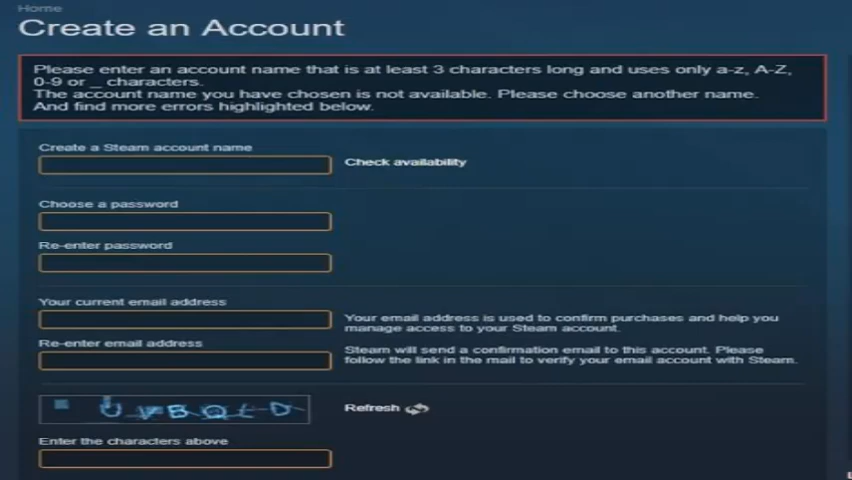 Home
Create an Account
Please enter an account name that is at least 3 characters long and uses only a-z, A-Z,
0-9 or _ characters.
The account name you have chosen is not available. Please choose another name.
And find more errors highlighted below.
Create a Steam account name
Check availability
Choose a password
Re-enter password
Your current email address
Your email address is used to confirm purchases and help you
manage access to your Steam account.
Re-enter email address
Steam will send a confirmation email to this account. Please
follow the link in the mail to verify your email account with Steam.
Refresh
Enter the characters above